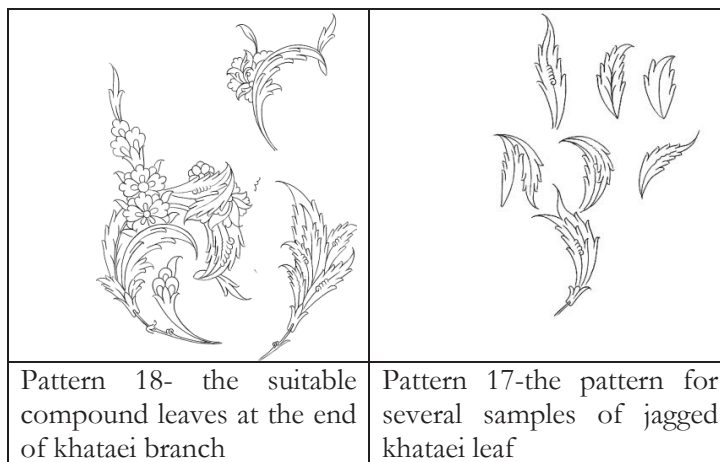 Pattern 18- the suitable
compound leaves at the end
of khataei branch
Pattern 17-the pattern for
several samples of jagged
khataei leaf